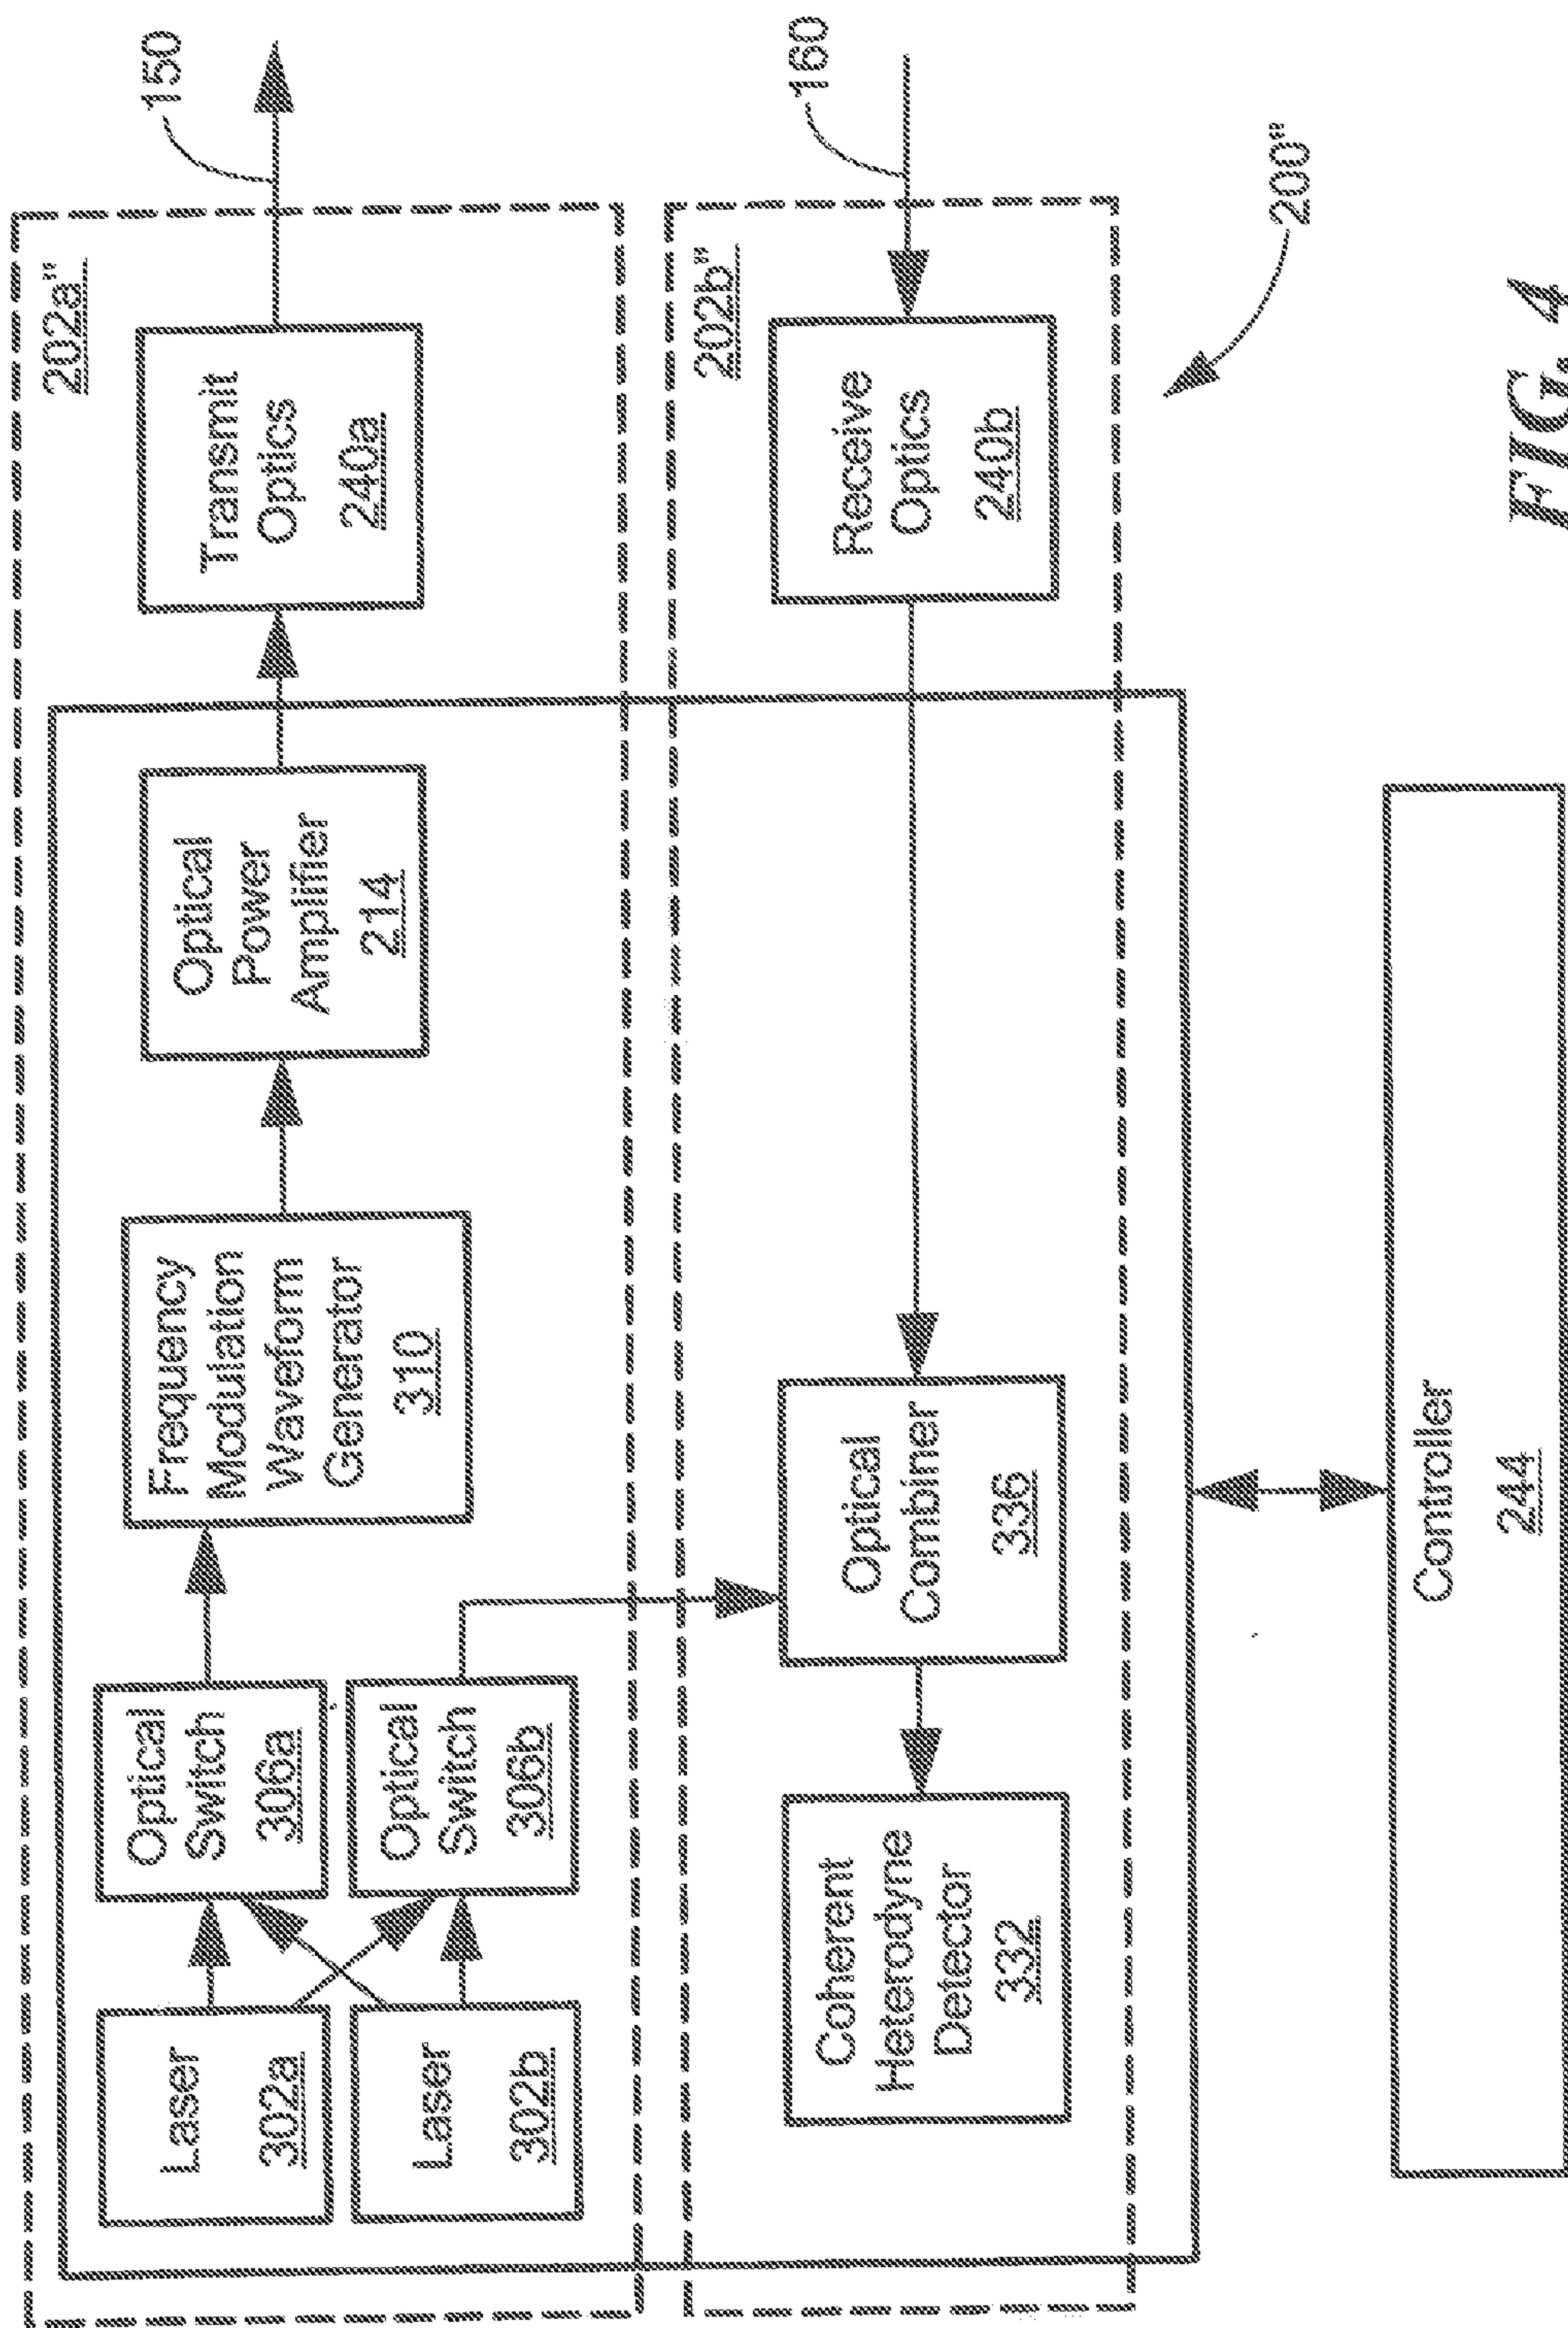 202a"
150
Laser
302a
Laser
302b
Optical
Switch
306a
Optical
Switch
306b
Frequency
Modulation
Waveform
Generator
310
Optical
Power
Amplifier
214
Transmit
Optics
240a
202b"
160
Coherent
Heterodyne
Detector
332
Optical
Combiner
336
Receive
Optics
240b
200"
Controller
244
FIG. 4